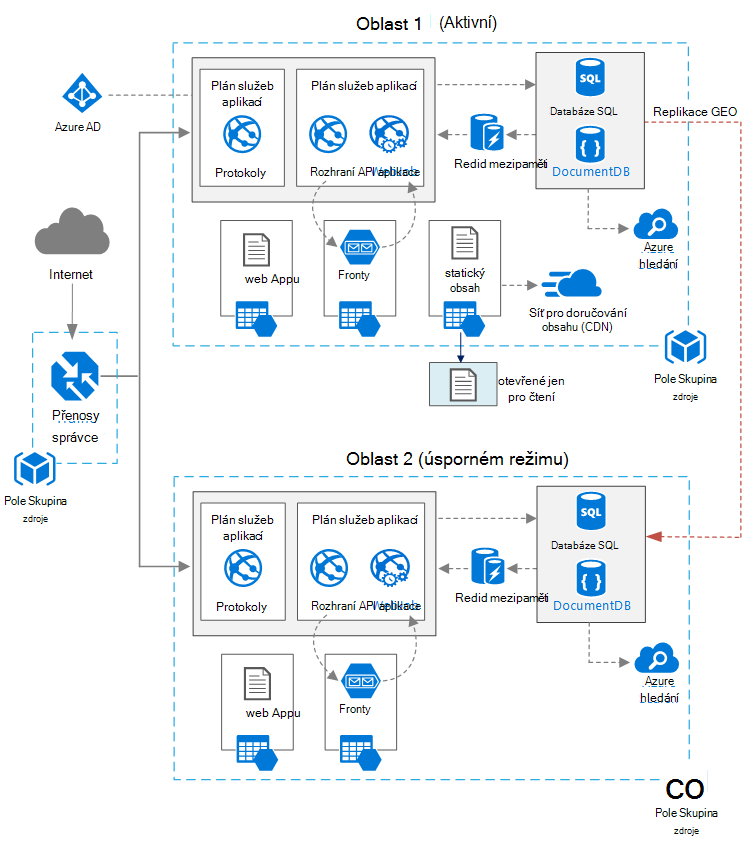 Oblast 1 (Aktivní)
Plán služeb
aplikací
Protokoly
Plán služeb aplikací
Rozhraní API aplikace
SQL
Databáze SQL
DocumentDB
Replikace GEO
Azure AD
Redid mezipaměti
Internet
web Appu
Fronty
statický
obsah
Azure
hledání
Síť pro doručování
obsahu (CDN)
Pole Skupina
zdroje
otevřené jen
pro čtení
Přenosy
správce
Pole Skupina
zdroje
Oblast 2 (úsporném režimu)
Plán služeb
aplikací
Protokoly
Plán služeb aplikací
Rozhraní API aplikace
SQL
Databáze SQL
DocumentDB
Redid mezipaměti
web Appu
Fronty
Azure
hledání
CO
Pole Skupina
zdroje